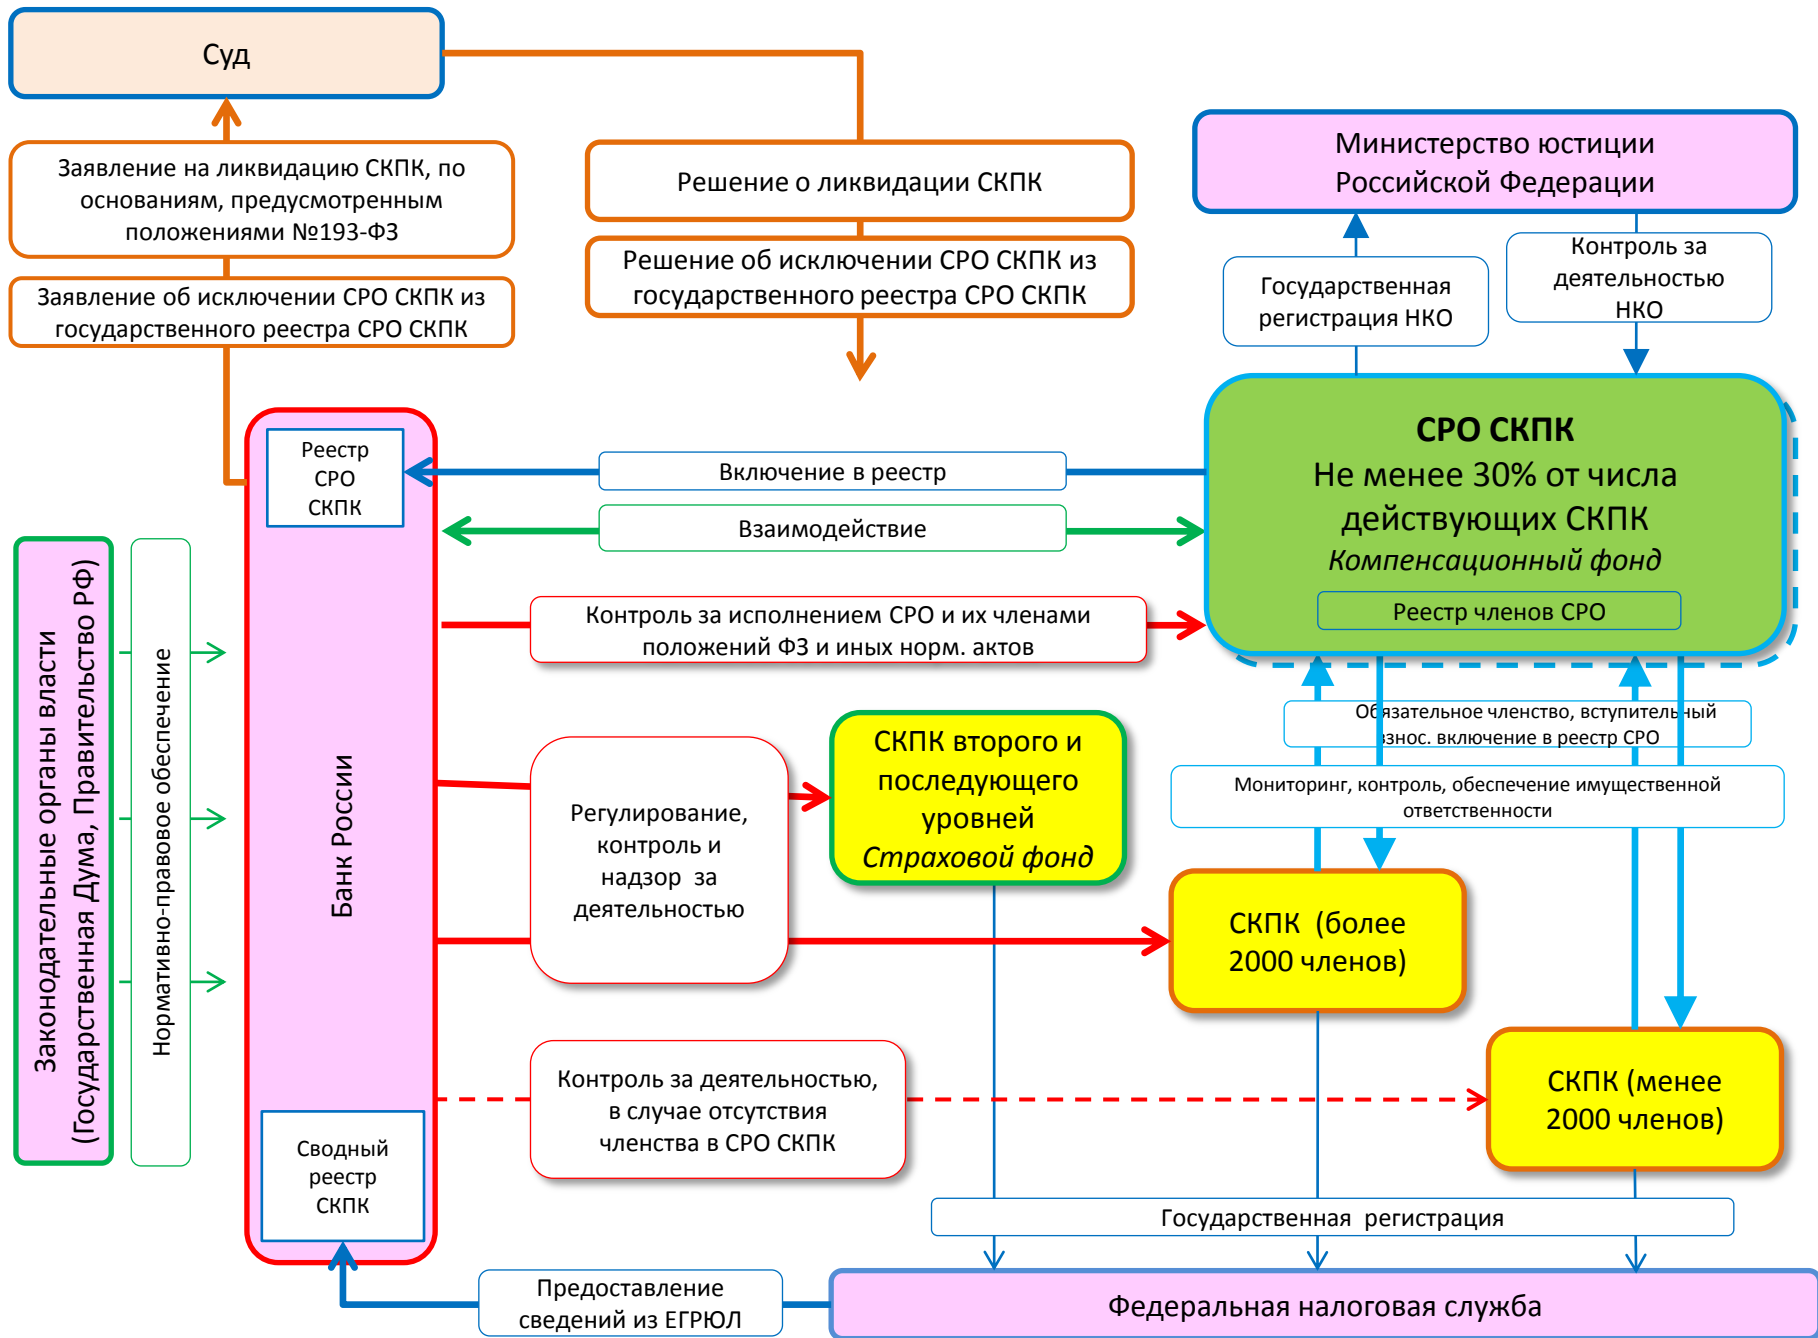 Суд
Заявление на ликвидацию СКПК, по
основаниям, предусмотренным
положениями №193-ФЗ
Заявление об исключении СРО СКПК из
государственного реестра СРО СКПК
Решение о ликвидации СКПК
Решение об исключении СРО СКПК из
государственного реестра СРО СКПК
Министерство юстиции
Российской Федерации
Государственная
регистрация НКО
Контроль за
деятельностью
НКО
Реестр
СРО
СКПК
Включение в реестр
Взаимодействие
СРО СКПК
Не менее 30% от числа
действующих СКПК
Компенсационный фонд
Реестр членов СРО
Контроль за исполнением СРО и их членами
положений ФЗ и иных норм. актов
Законодательные органы власти
(Государственная Дума, Правительство РФ)
Нормативно-правовое обеспечение
Банк России
Обязательное членство, вступительный
взнос. включение в реестр СРО
Мониторинг, контроль, обеспечение имущественной
ответственности
СКПК второго и
последующего
уровней
Страховой фонд
Регулирование,
контроль и
надзор за
деятельностью
СКПК (более
2000 членов)
Контроль за деятельностью,
в случае отсутствия
членства в СРО СКПК
СКПК (менее
2000 членов)
Сводный
реестр
СКПК
Государственная регистрация
Предоставление
сведений из ЕГРЮЛ
Федеральная налоговая служба